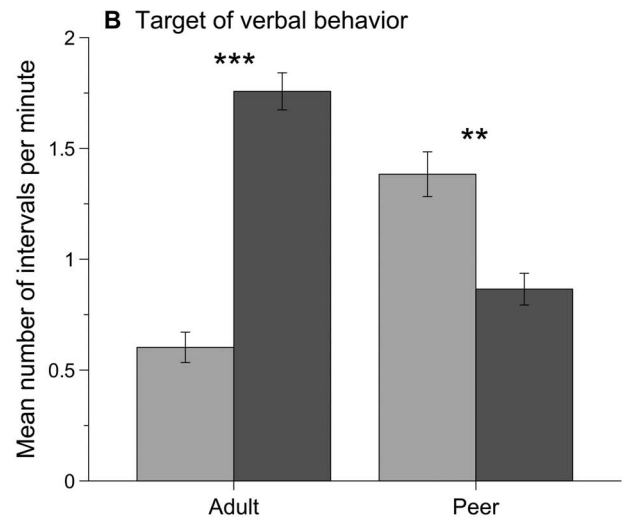 B Target of verbal behavior
Mean number of intervals per minute
2
1.5
1
0.5
0
***
**
Adult
Peer